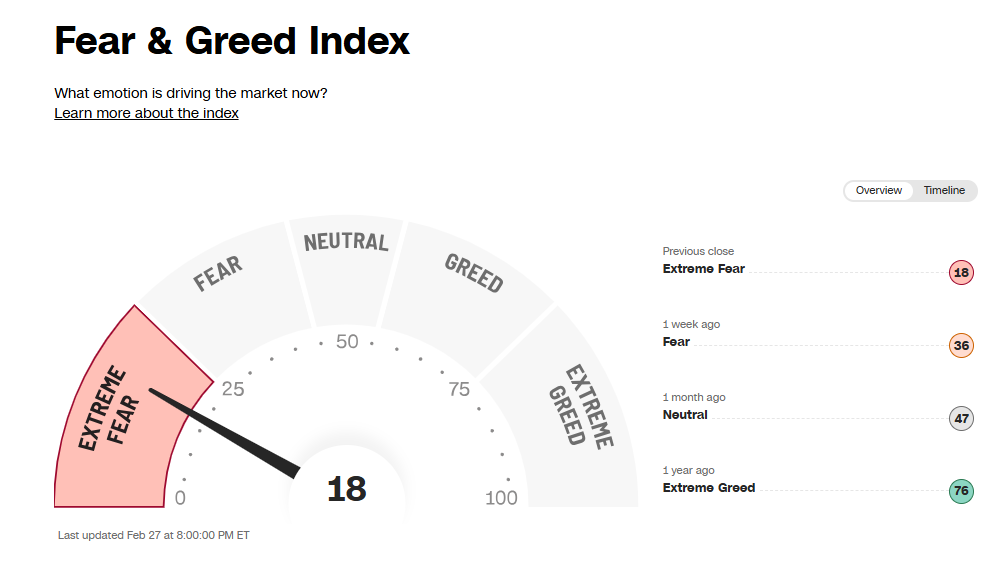 Fear & Greed Index
What emotion is driving the market now?
Learn more about the index
Overview
Timeline
EXTREME
FEAR
FEAR
NEUTRAL
GREED
EXTREME
GREED
0
25
50
75
100
18
Last updated Feb 27 at 8:00:00 PM ET
Previous close
Extreme Fear
18
1 week ago
Fear
36
1 month ago
Neutral
47
1 year ago
Extreme Greed
76